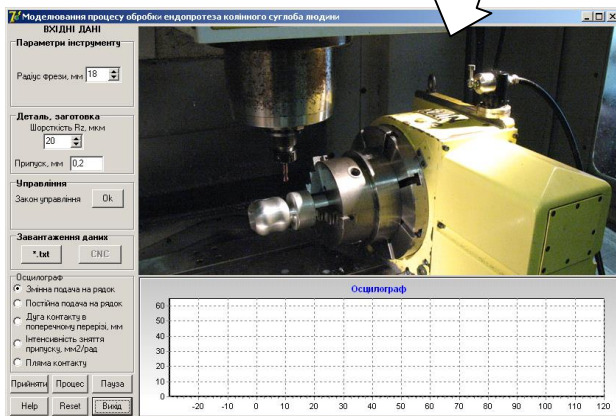 Моделювання процесу обробки ендопротеза колінного суглоба людини
ВХІДНІ ДАНІ
Параметри інструменту
Радіус фрези, мм 18
Деталь, заготовка
Шорсткість Rz, мкм
20
Припуск, мм 0,2
Управління
Закон управління Ok
Завантаження даних
*.txt CNC
Осцилограф
Змінна подача на рядок
Постійна подача на рядок
Дуга контакту в
поперечному перерізі, мм
Інтенсивність зняття
припуску, мм2/рад
Пляма контакту
Прийняти Процес Пауза
Help Reset Вихід
Осцилограф
60
50
40
30
20
10
0
-20 -10 0 10 20 30 40 50 60 70 80 90 100 110 120